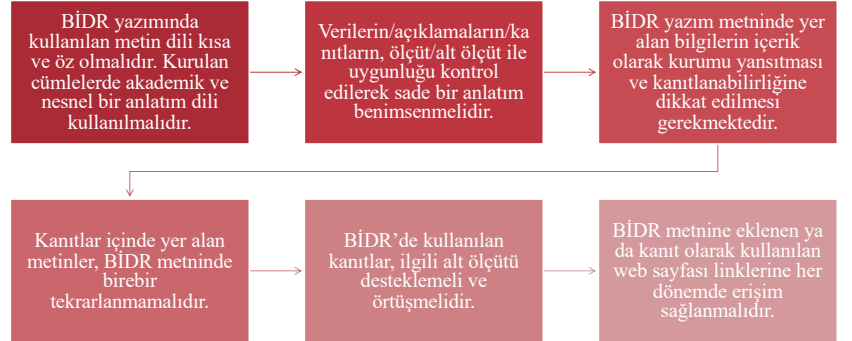 BİDR yazımında
kullanılan metin dili kısa
ve öz olmalıdır. Kurulan
cümlelerde akademik ve
nesnel bir anlatım dili
kullanılmalıdır.
Verilerin/açıklamaların/ka
nıtların, ölçüt/alt ölçüt ile
uygunluğu kontrol
edilerek sade bir anlatım
benimsenmelidir.
BİDR yazım metninde yer
alan bilgilerin içerik
olarak kurumu yansıtması
ve kanıtlanabilirliğine
dikkat edilmesi
gerekmektedir.
Kanıtlar içinde yer alan
metinler, BİDR metninde
birebir
tekrarlanmamalıdır.
BİDR’de kullanılan
kanıtlar, ilgili alt ölçütü
desteklemeli ve
örtüşmelidir.
BİDR metnine eklenen ya
da kanıt olarak kullanılan
web sayfası linklerine her
dönemde erişim
sağlanmalıdır.